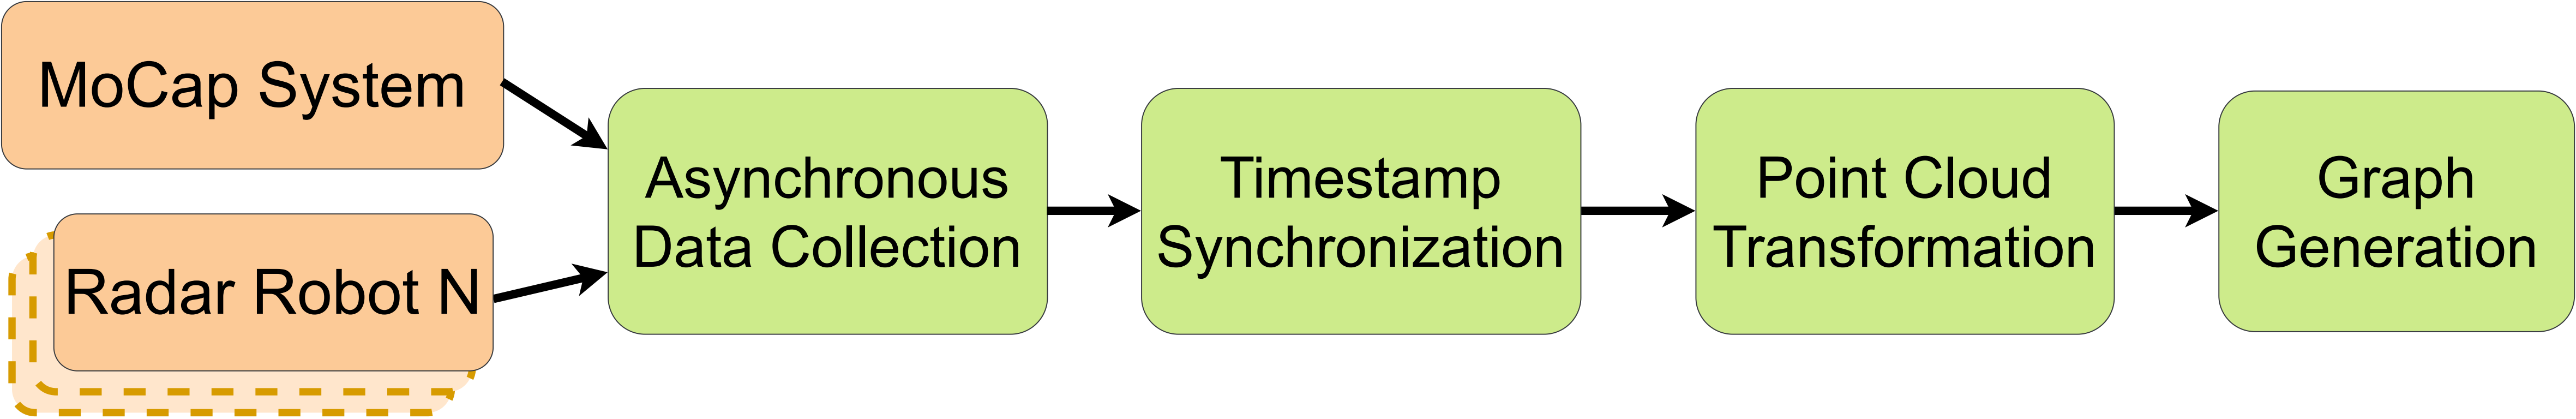 MoCap System
Radar Robot N
Asynchronous
Data Collection
Timestamp
Synchronization
Point Cloud
Transformation
Graph
Generation